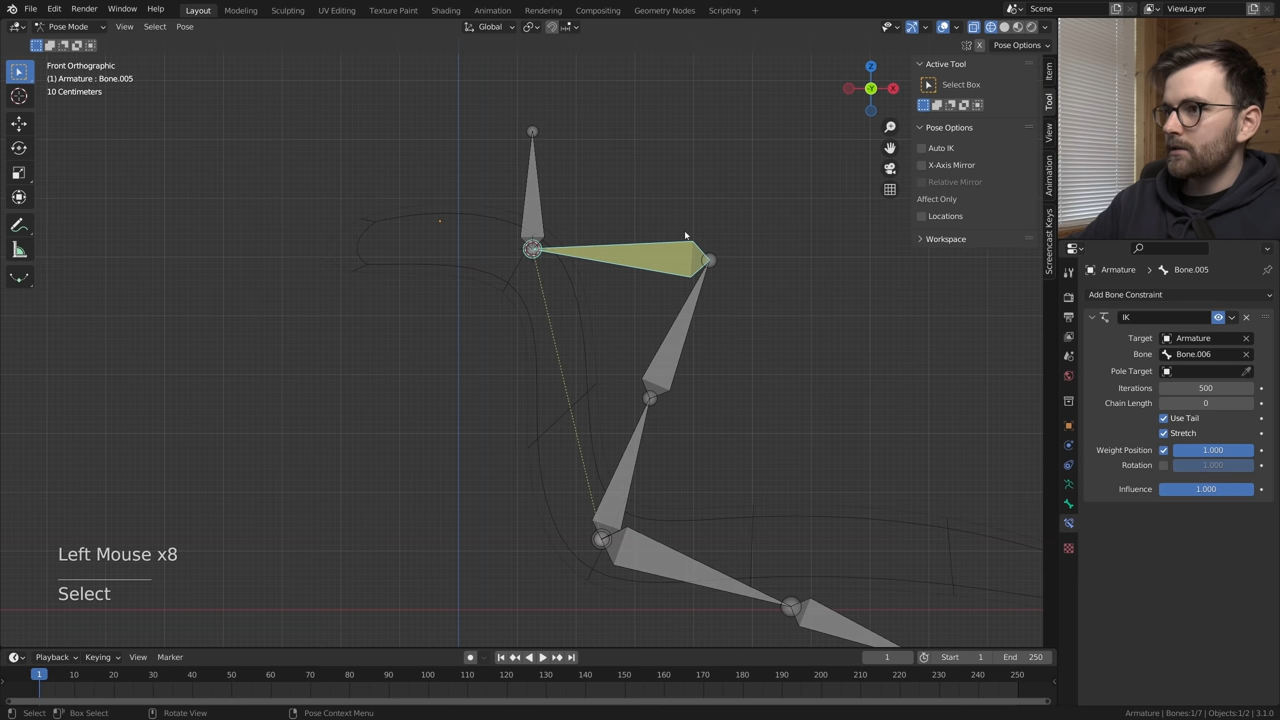 File Edit Render Window Help Layout Modeling Sculpting UV Editing Texture Paint Shading Animation Rendering Compositing Geometry Nodes Scripting Scene ViewLayer
Pose Mode View Select Pose Global
X Pose Options
Front Orthographic
(1) Armature : Bone.005
10 Centimeters
Z
X
-Y
Active Tool
Select Box
Pose Options
Auto IK
X-Axis Mirror
Relative Mirror
Affect Only
Locations
Workspace
Item
Tool
View
Animation
Screencast Keys
Armature Bone.005
Add Bone Constraint
IK
Target Armature
Bone Bone.006
Pole Target
Iterations 500
Chain Length 0
Use Tail
Stretch
Weight Position 1.000
Rotation 1.000
Influence 1.000
Left Mouse x8
Select
Playback Keying View Marker 1 Start 1 End 250
1 10 20 30 40 50 60 70 80 90 100 110 120 130 140 150 160 170 180 190 200 210 220 230 240 250
Select Box Select Rotate View Pose Context Menu Armature | Bones:1/7 | Objects:1/2 | 3.1.0